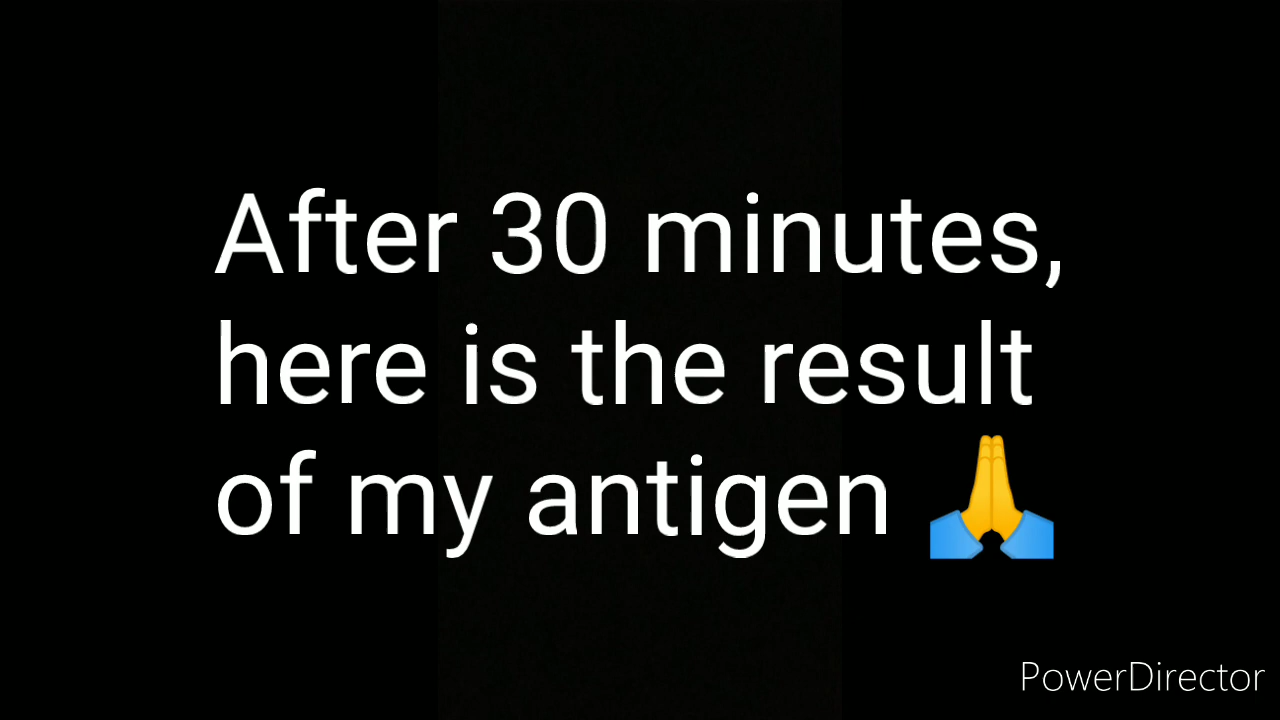 After 30 minutes,
here is the result
of my antigen 🙏
PowerDirector